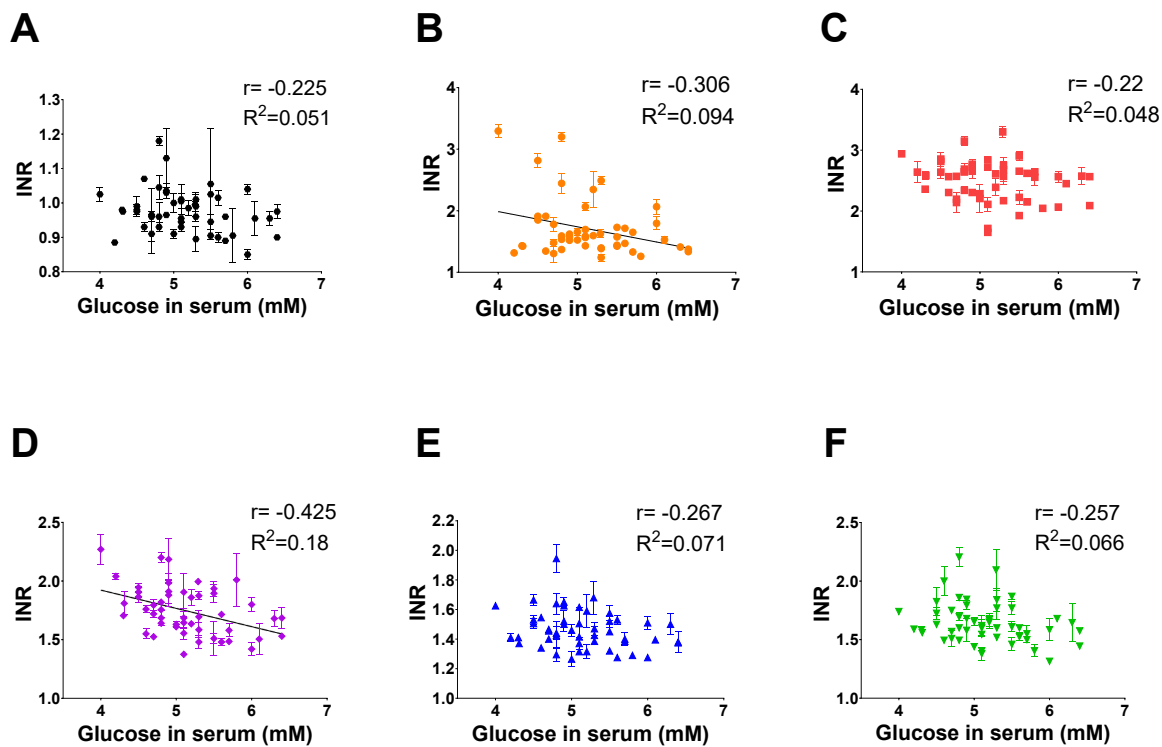 A
r= -0.225
R²=0.051
1.3
1.2
1.1
1.0
0.9
0.8
INR
4 5 6 7
Glucose in serum (mM)
B
r= -0.306
R²=0.094
4
3
2
1
INR
4 5 6 7
Glucose in serum (mM)
C
r= -0.22
R²=0.048
4
3
2
1
INR
4 5 6 7
Glucose in serum (mM)
D
r= -0.425
R²=0.18
2.5
2.0
1.5
1.0
INR
4 5 6 7
Glucose in serum (mM)
E
r= -0.267
R²=0.071
2.2
2.0
1.8
1.6
1.4
1.2
1.0
INR
4 5 6 7
Glucose in serum (mM)
F
r= -0.257
R²=0.066
2.5
2.0
1.5
1.0
INR
4 5 6 7
Glucose in serum (mM)